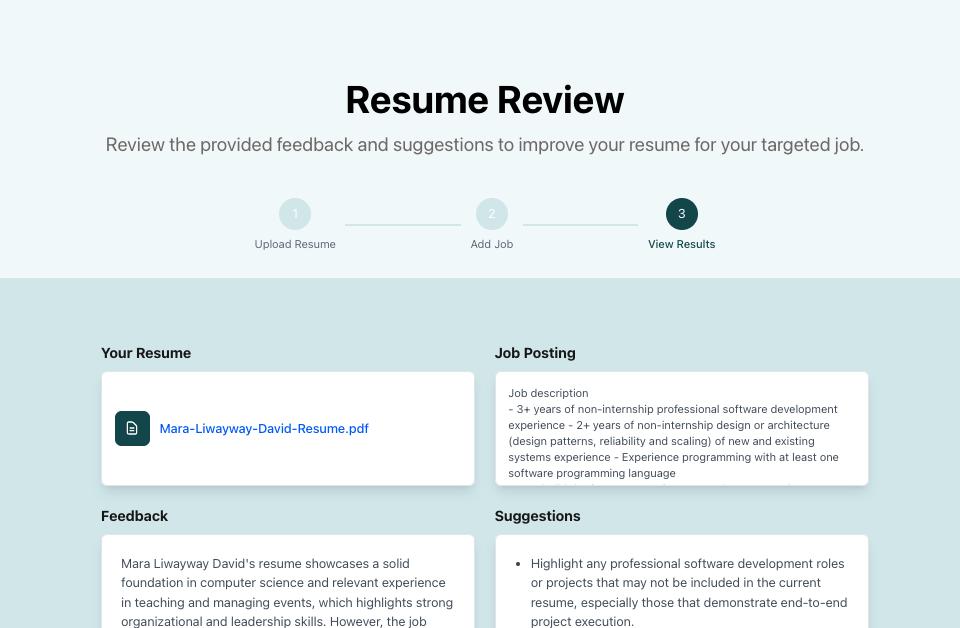 Resume Review
Review the provided feedback and suggestions to improve your resume for your targeted job.
1
2
3
Upload Resume
Add Job
View Results
Your Resume
Mara-Liwayway-David-Resume.pdf
Job Posting
Job description
- 3+ years of non-internship professional software development
experience - 2+ years of non-internship design or architecture
(design patterns, reliability and scaling) of new and existing
systems experience - Experience programming with at least one
software programming language
Feedback
Mara Liwayway David's resume showcases a solid
foundation in computer science and relevant experience
in teaching and managing events, which highlights strong
organizational and leadership skills. However, the job
Suggestions
• Highlight any professional software development roles
or projects that may not be included in the current
resume, especially those that demonstrate end-to-end
project execution.